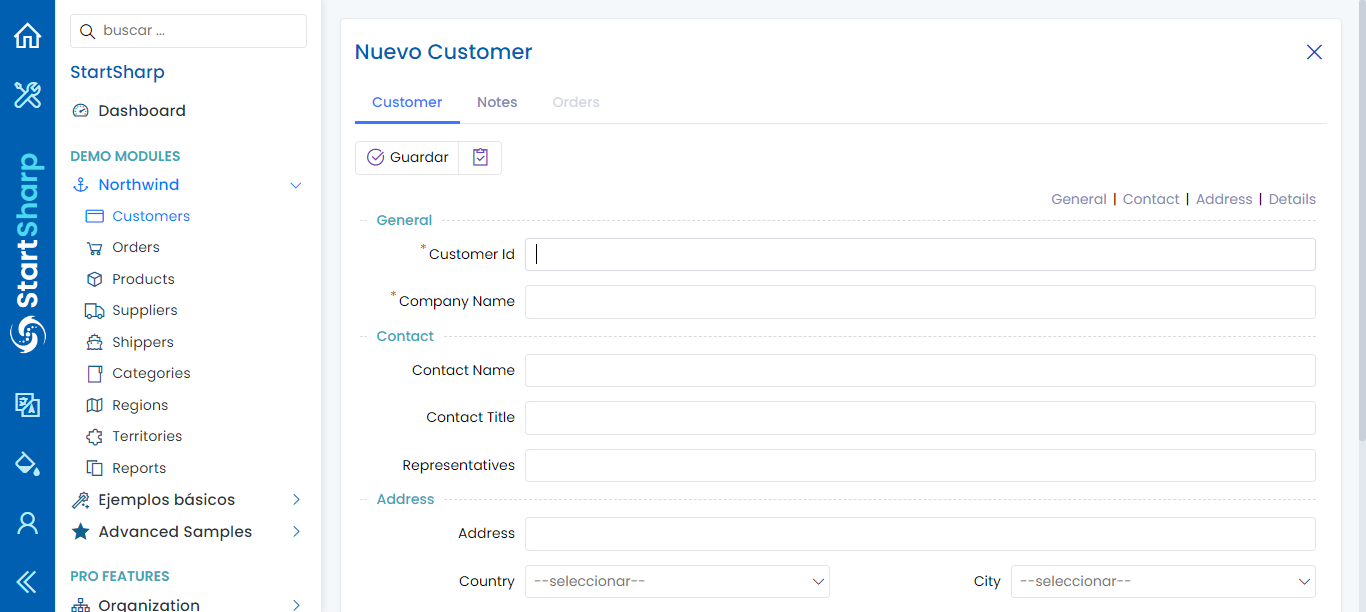 StartSharp
buscar ...
StartSharp
Dashboard
DEMO MODULES
Northwind
Customers
Orders
Products
Suppliers
Shippers
Categories
Regions
Territories
Reports
Ejemplos básicos
Advanced Samples
PRO FEATURES
Organization
Nuevo Customer
Customer Notes Orders
Guardar
General | Contact | Address | Details
General
* Customer Id
* Company Name
Contact
Contact Name
Contact Title
Representatives
Address
Address
Country --seleccionar-- City --seleccionar--